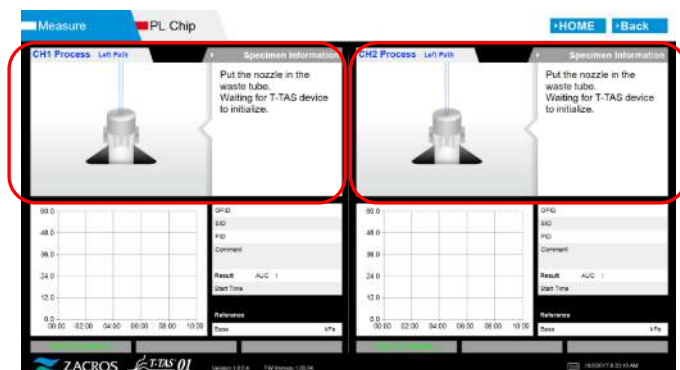 Measure
PL Chip
HOME
Back
CH1 Process Left Path
Specimen Information
Put the nozzle in the
waste tube.
Waiting for T-TAS device
to initialize.
CH2 Process Left Path
Specimen Information
Put the nozzle in the
waste tube.
Waiting for T-TAS device
to initialize.
60.0
48.0
36.0
24.0
12.0
0.0
00:00 02:00 04:00 06:00 08:00 10:00
OPID
SID
PID
Comment
Result AUC :
Start Time
Reference
Base kPa
60.0
48.0
36.0
24.0
12.0
0.0
00:00 02:00 04:00 06:00 08:00 10:00
OPID
SID
PID
Comment
Result AUC :
Start Time
Reference
Base kPa
ZACROS T-TAS 01